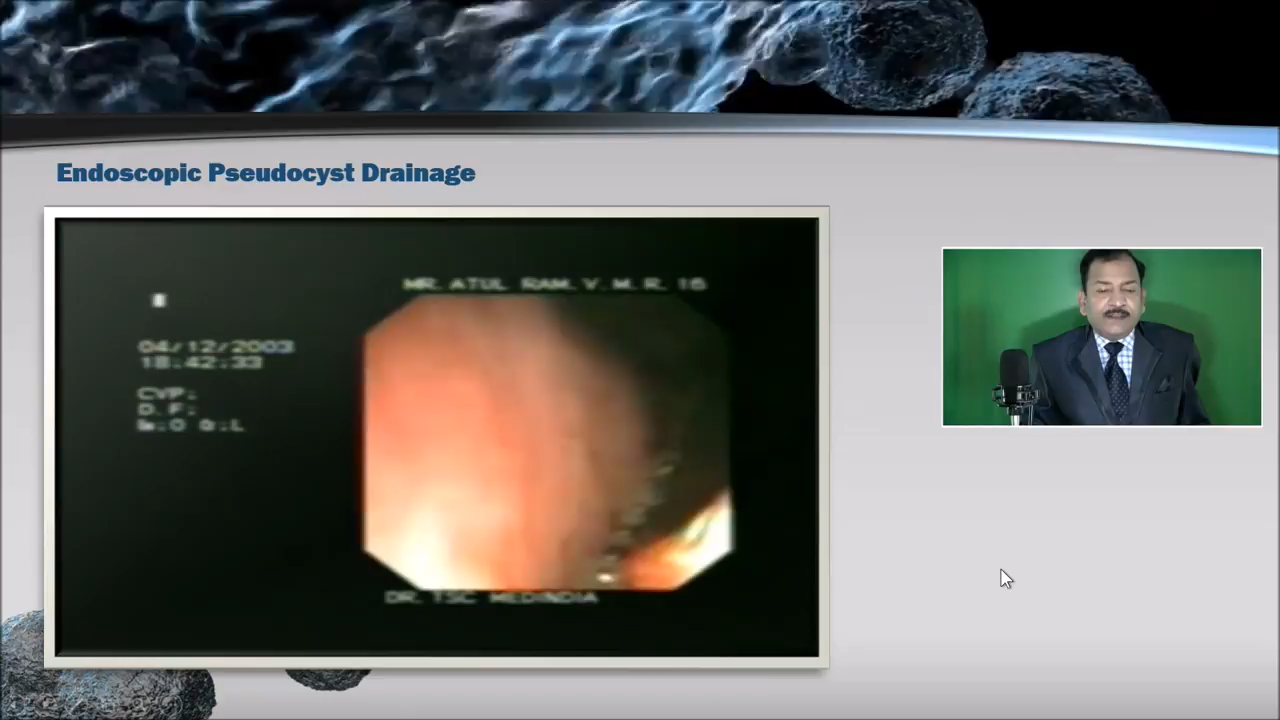 Endoscopic Pseudocyst Drainage
MR. ATUL RAM. V. M. R. 16
04/12/2003
18:42:33
CVP:
D. F:
DR. TSC MEDINDIA